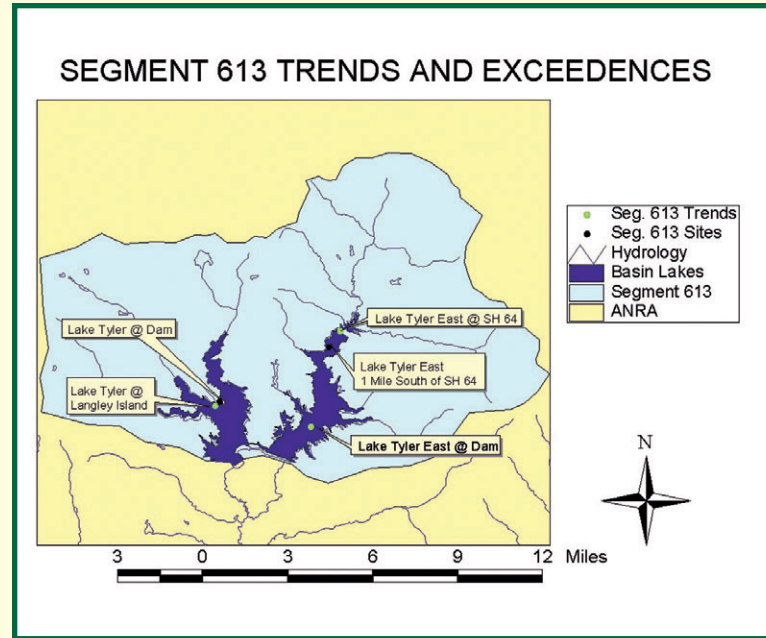 SEGMENT 613 TRENDS AND EXCEEDENCES
Lake Tyler @ Dam
Lake Tyler @
Langley Island
Lake Tyler East @ SH 64
Lake Tyler East
1 Mile South of SH 64
Lake Tyler East @ Dam
Seg. 613 Trends
Seg. 613 Sites
Hydrology
Basin Lakes
Segment 613
ANRA
N
3 0 3 6 9 12 Miles